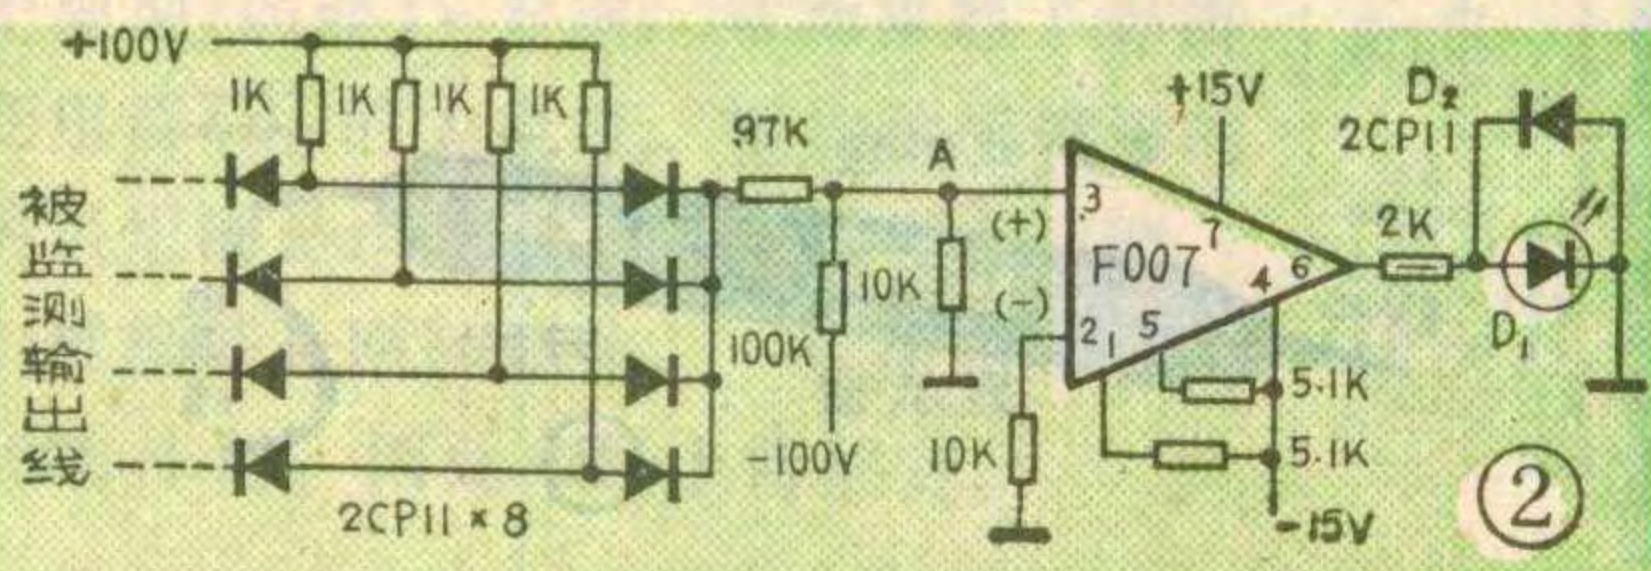 +100V
1K 1K 1K 1K
被监测输出线
2CP11×8
97K
100K
-100V
A
10K
(+)
(-)
10K
+15V
3
7
F007
4
6
2
1
5
5.1K
5.1K
-15V
2K
D₂
2CP11
D₁
②